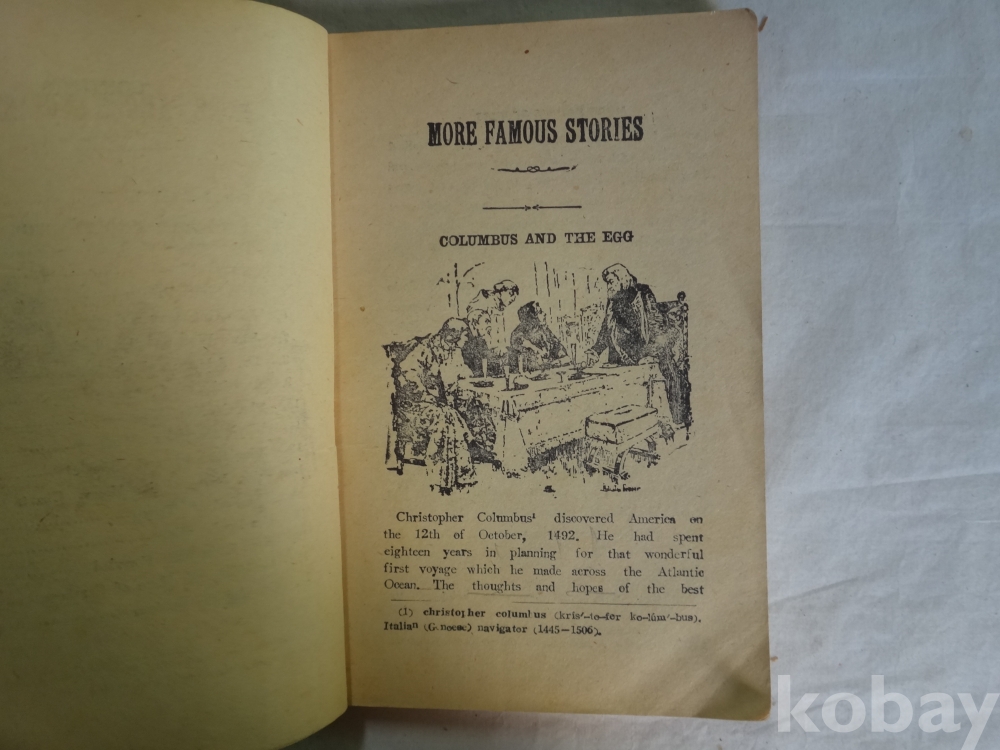 MORE FAMOUS STORIES
COLUMBUS AND THE EGG
Christopher Columbus¹ discovered America on
the 12th of October, 1492. He had spent
eighteen years in planning for that wonderful
first voyage which he made across the Atlantic
Ocean. The thoughts and hopes of the best
(1) christopher columbus (kris'-to-fer ko-lŭm'-bus),
Italian (Genoese) navigator (1445–1506).
kobay